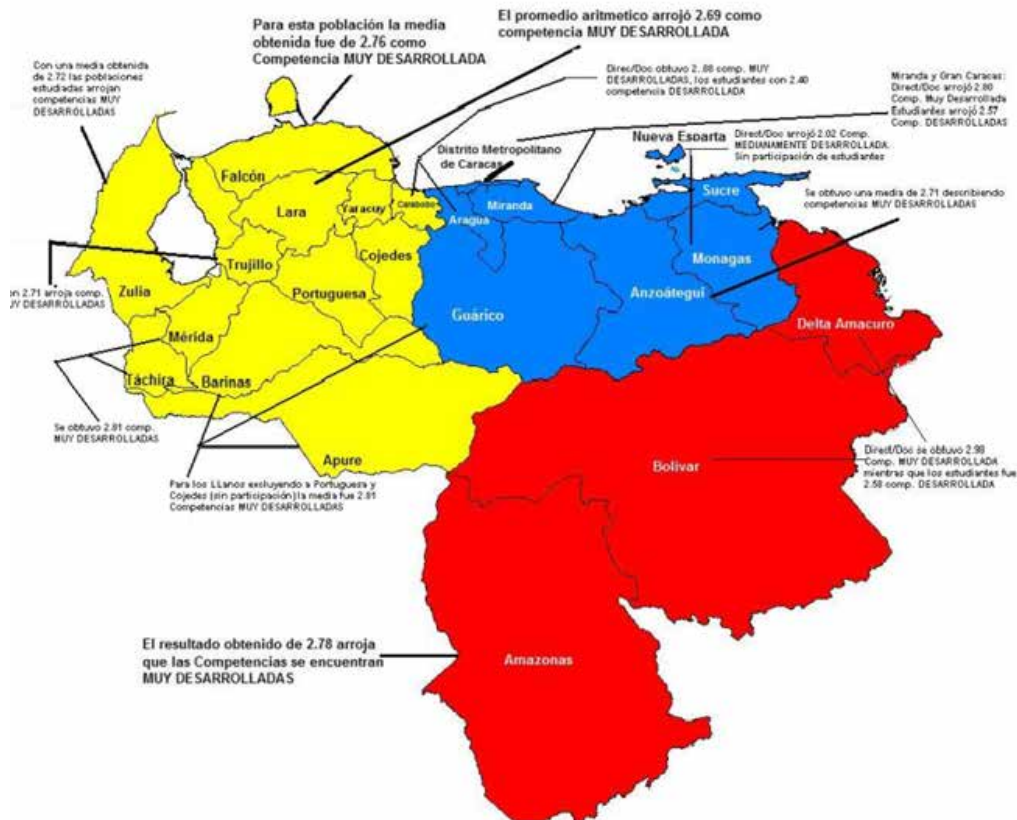 Para esta población la media
obtenida fue de 2.76 como
Competencia MUY DESARROLLADA
El promedio aritmetico arrojó 2.69 como
competencia MUY DESARROLLADA
Con una media obtenida
de 2.72 las poblaciones
estudiadas arrojan
competencias MUY
DESARROLLADAS
Direc/Doc obtuvo 2..88 comp. MUY
DESARROLLADAS, los estudiantes con 2.40
competencia DESARROLLADA
Miranda y Gran Caracas:
Direct/Doc arrojó 2.80
Comp. Muy Desarrollada
Estudiantes arrojó 2.57
Comp. DESARROLLADAS
Nueva Esparta
Direct/Doc arrojó 2.02 Comp.
MEDIANAMENTE DESARROLLADA.
Sin participación de estudiantes
Distrito Metropolitano
de Caracas
Se obtuvo una media de 2.71 describiendo
competencias MUY DESARROLLADAS
Falcón
Lara
Yaracuy
Carabobo
Aragua
Miranda
Sucre
Cojedes
Trujillo
Portuguesa
Monagas
Zulia
on 2.71 arroja comp.
UY DESARROLLADAS
Guárico
Anzoátegui
Delta Amacuro
Mérida
Táchira
Barinas
Se obtuvo 2.81 comp.
MUY DESARROLLADAS
Apure
Bolívar
Direct/Doc se obtuvo 2.98
Comp. MUY DESARROLLADA
mientras que los estudiantes fue
2.58 comp. DESARROLLADA
Para los LLanos excluyendo a Portuguesa y
Cojedes (sin participación) la media fue 2.81
Competencias MUY DESARROLLADAS
El resultado obtenido de 2.78 arroja
que las Competencias se encuentran
MUY DESARROLLADAS
Amazonas